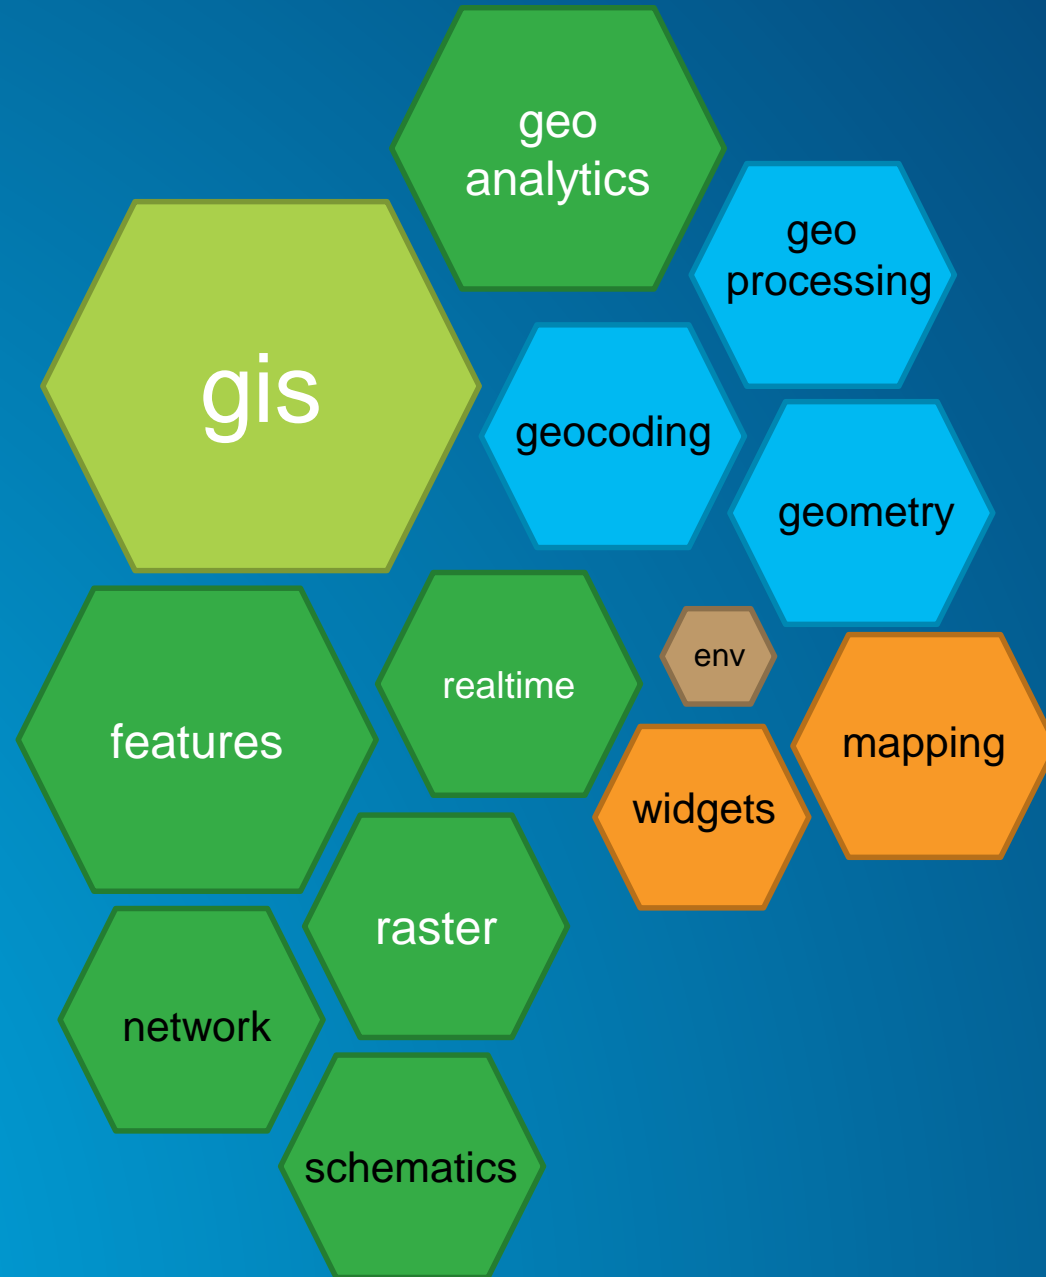 geo
analytics
geo
processing
gis
geocoding
geometry
env
realtime
features
mapping
widgets
raster
network
schematics